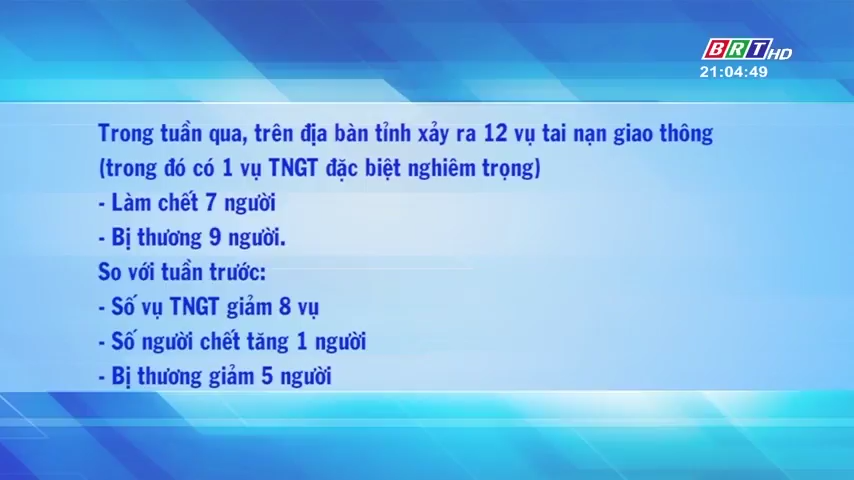 BRT HD
21:04:49
Trong tuần qua, trên địa bàn tỉnh xảy ra 12 vụ tai nạn giao thông
(trong đó có 1 vụ TNGT đặc biệt nghiêm trọng)
- Làm chết 7 người
- Bị thương 9 người.
So với tuần trước:
- Số vụ TNGT giảm 8 vụ
- Số người chết tăng 1 người
- Bị thương giảm 5 người